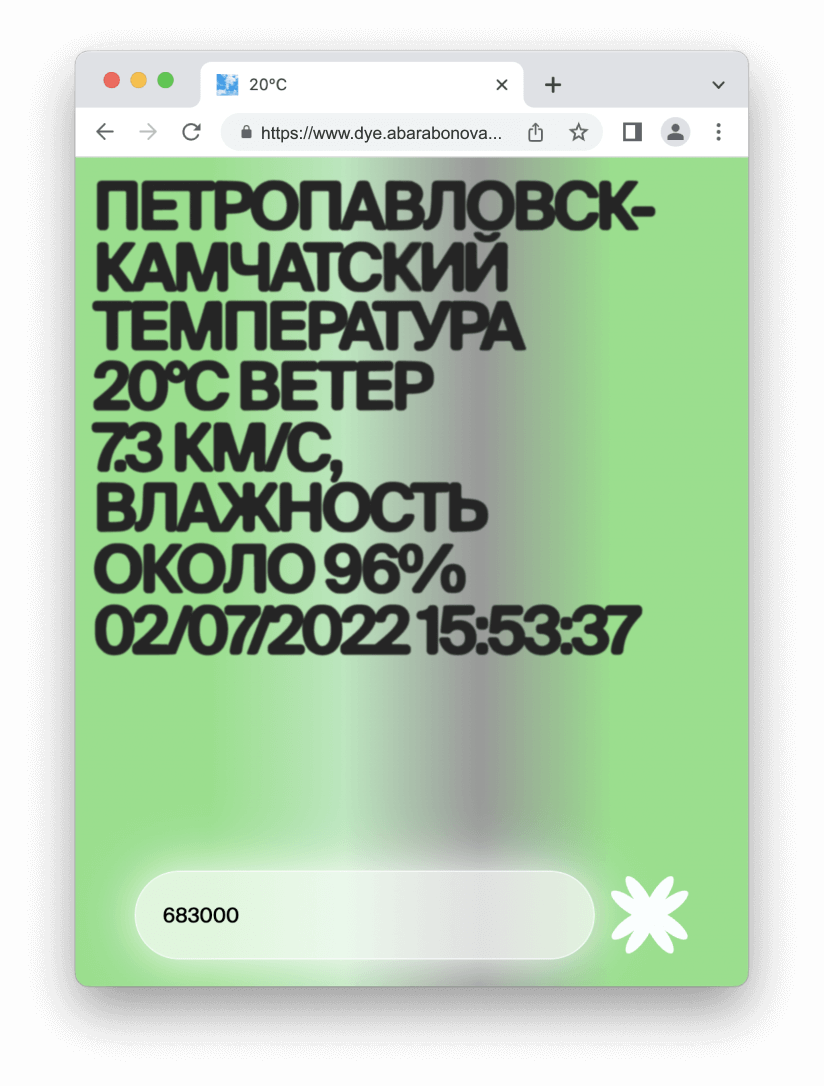 20°C
https://www.dye.abarabonova...
ПЕТРОПАВЛОВСК-
КАМЧАТСКИЙ
ТЕМПЕРАТУРА
20°C ВЕТЕР
7.3 КМ/С,
ВЛАЖНОСТЬ
ОКОЛО 96%
02/07/2022 15:53:37
683000